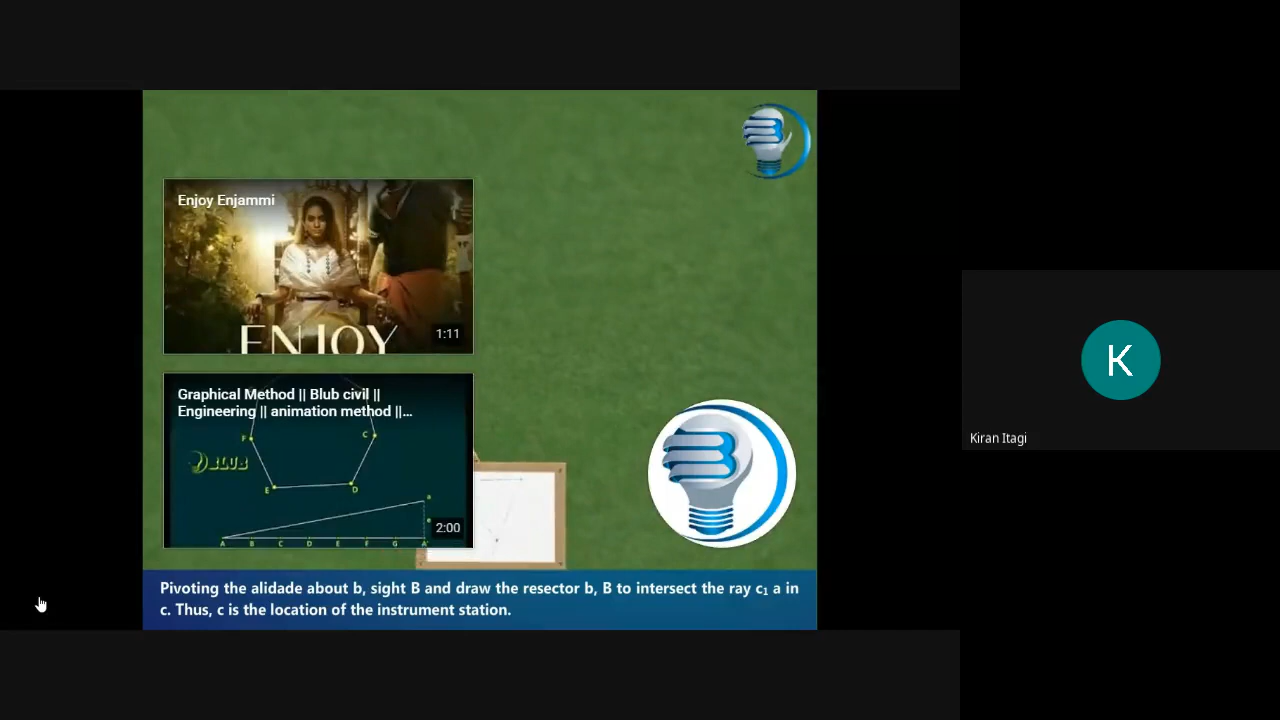 Enjoy Enjammi
ENJOY
1:11
Graphical Method || Blub civil ||
Engineering || animation method ||...
F
C
BLUB
E
D
a
e
2:00
A B C D E F G A'
K
Kiran Itagi
Pivoting the alidade about b, sight B and draw the resector b, B to intersect the ray c₁ a in
c. Thus, c is the location of the instrument station.